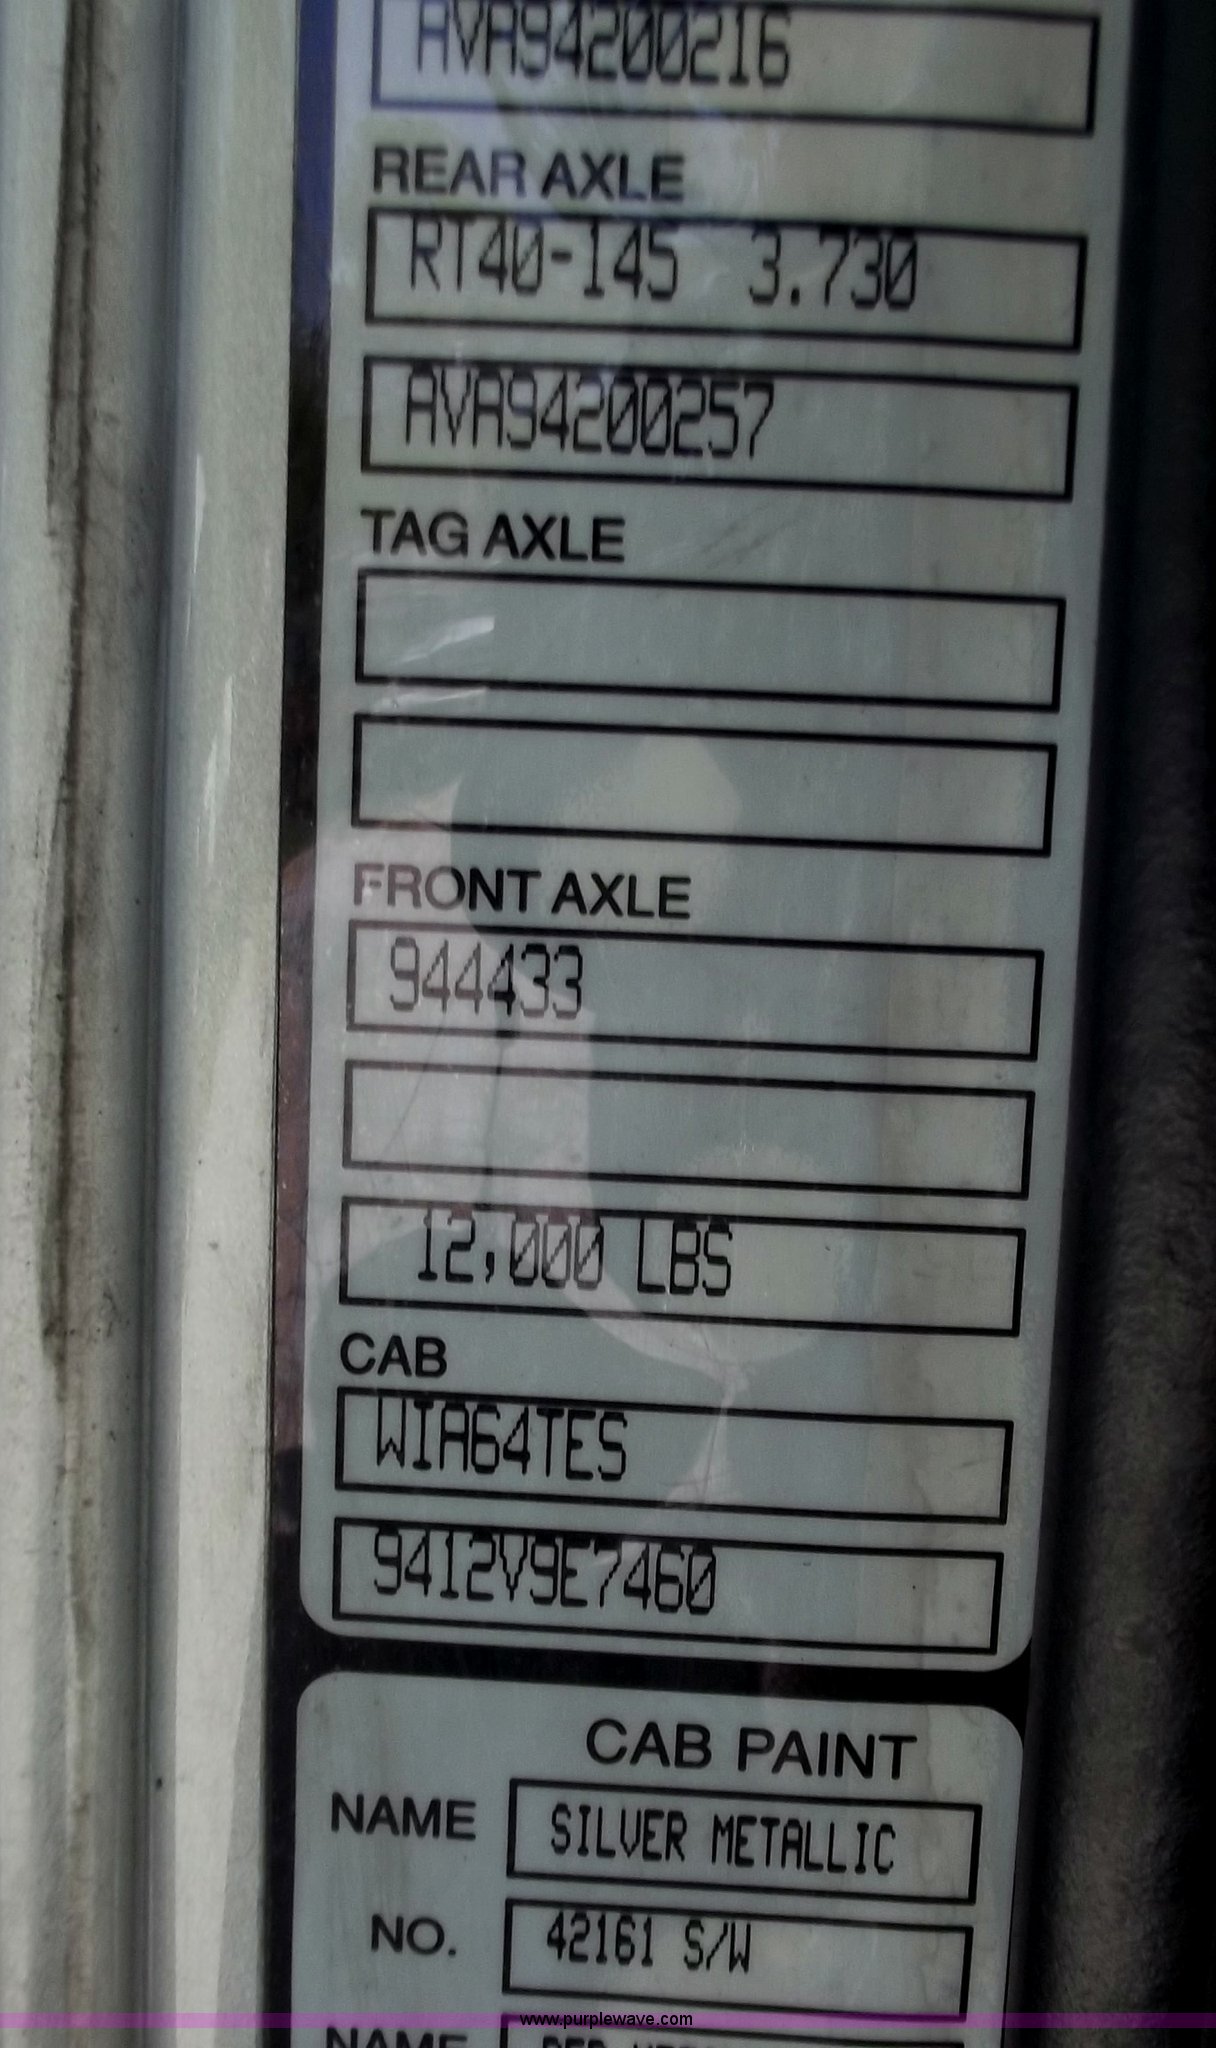 AVA94200216
REAR AXLE
RT40-145 3.730
AVA94200257
TAG AXLE
FRONT AXLE
944433
12,000 LBS
CAB
WIA64TES
9412V9E7460
CAB PAINT
NAME SILVER METALLIC
NO. 42161 S/W
www.purplewave.com
NAME